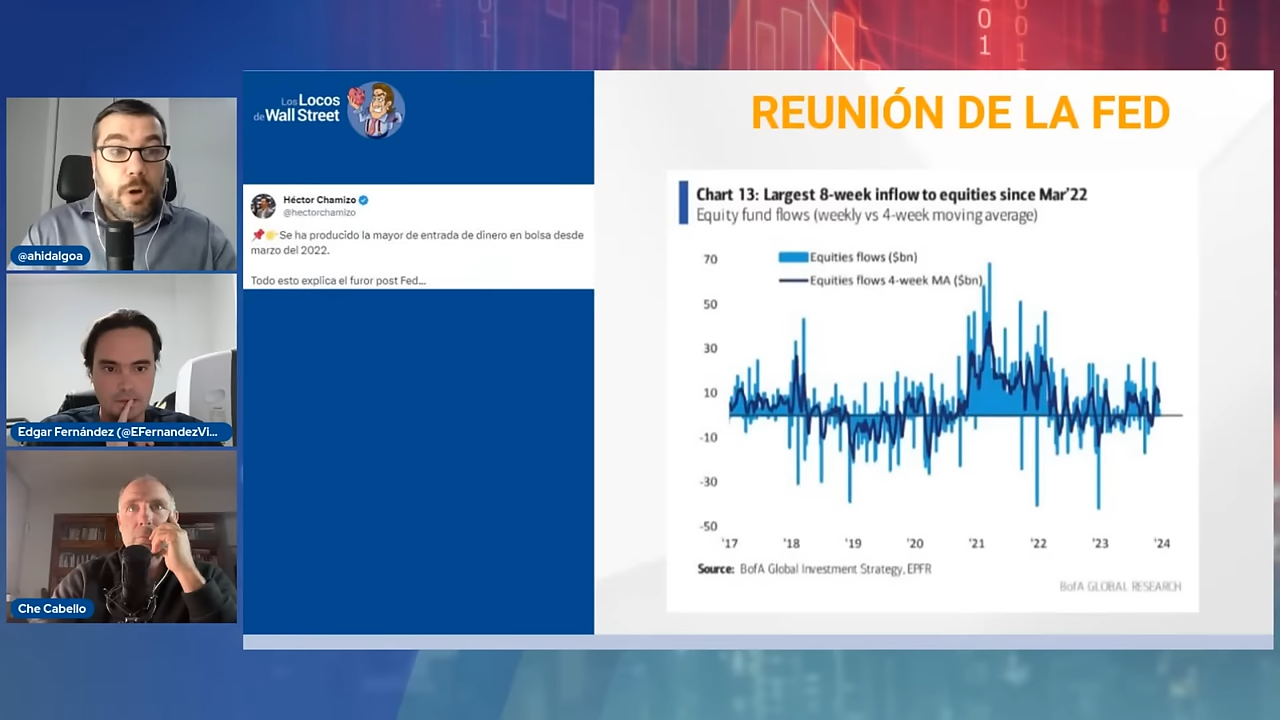 @ahidalgoa
Edgar Fernández (@EFernandezVi...
Che Cabello
Los Locos
de Wall Street
Héctor Chamizo
@hectorchamizo
Se ha producido la mayor de entrada de dinero en bolsa desde
marzo del 2022.
Todo esto explica el furor post Fed...
REUNIÓN DE LA FED
Chart 13: Largest 8-week inflow to equities since Mar'22
Equity fund flows (weekly vs 4-week moving average)
Equities flows ($bn)
Equities flows 4-week MA ($bn)
70
50
30
10
-10
-30
-50
'17 '18 '19 '20 '21 '22 '23 '24
Source: BofA Global Investment Strategy, EPFR
BofA GLOBAL RESEARCH